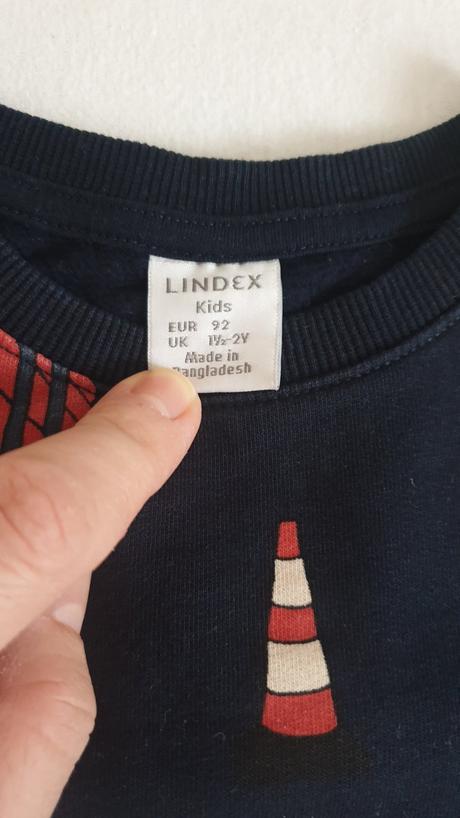 LINDEX
Kids
EUR 92
UK 1½-2Y
Made in
Bangladesh